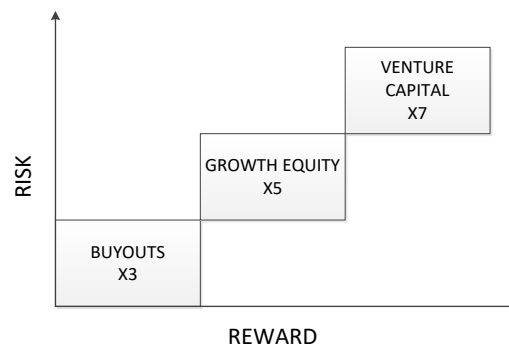 VENTURE
CAPITAL
X7
GROWTH EQUITY
X5
RISK
BUYOUTS
X3
REWARD